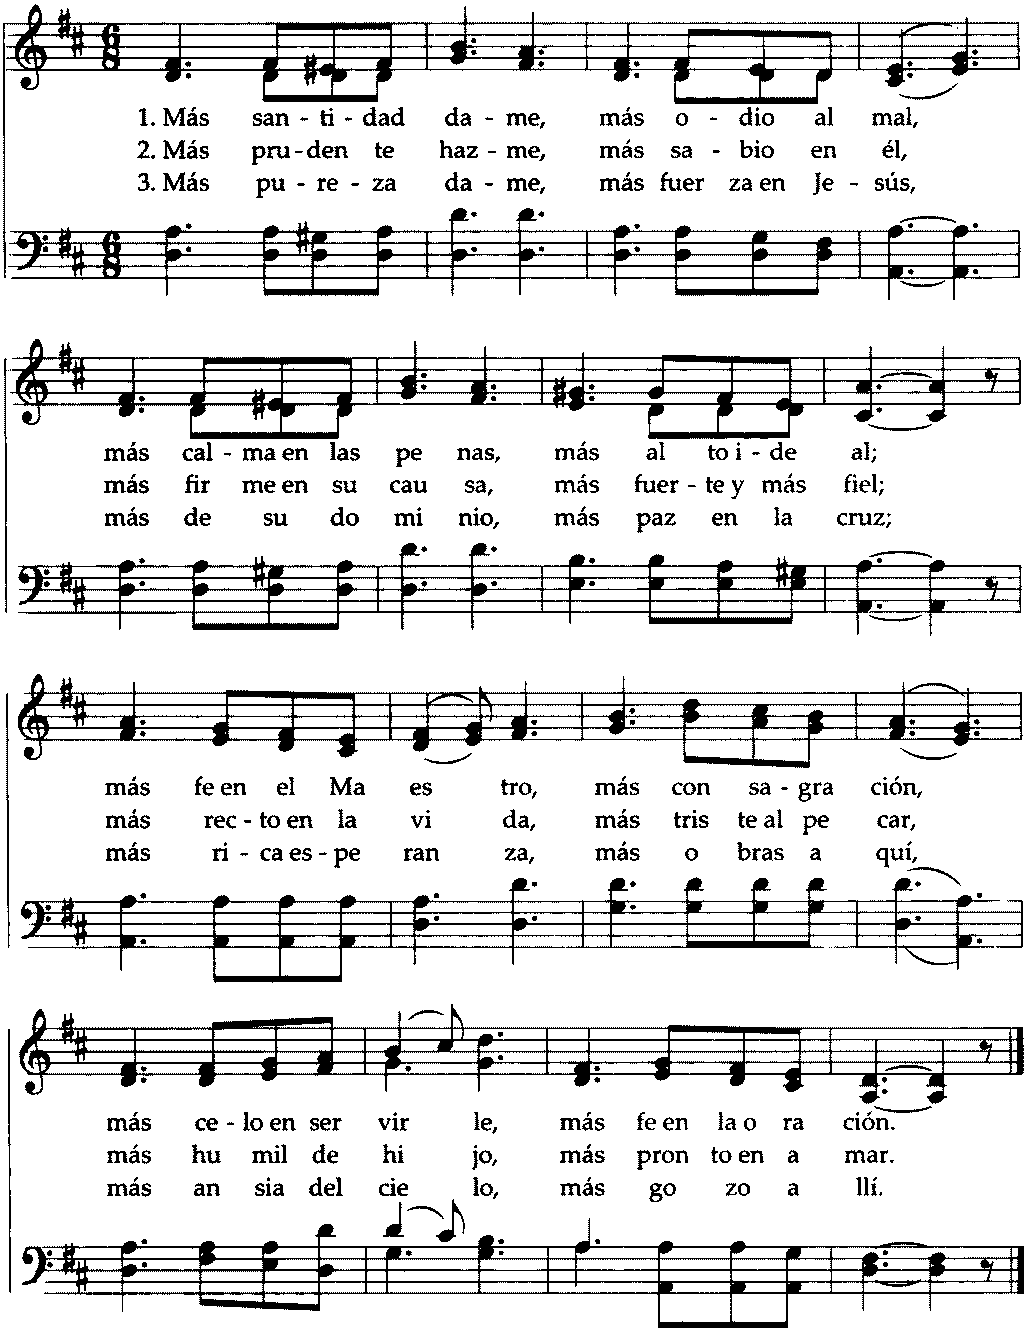 1. Más san - ti - dad da - me, más o - dio al mal,
2. Más pru - den te haz - me, más sa - bio en él,
3. Más pu - re - za da - me, más fuer za en Je - sús,
más cal - ma en las pe nas, más al to i - de al;
más fir me en su cau sa, más fuer - te y más fiel;
más de su do mi nio, más paz en la cruz;
más fe en el Ma es tro, más con sa - gra ción,
más rec - to en la vi da, más tris te al pe car,
más ri - ca es - pe ran za, más o bras a quí,
más ce - lo en ser vir le, más fe en la o ra ción.
más hu mil de hi jo, más pron to en a mar.
más an sia del cie lo, más go zo a llí.